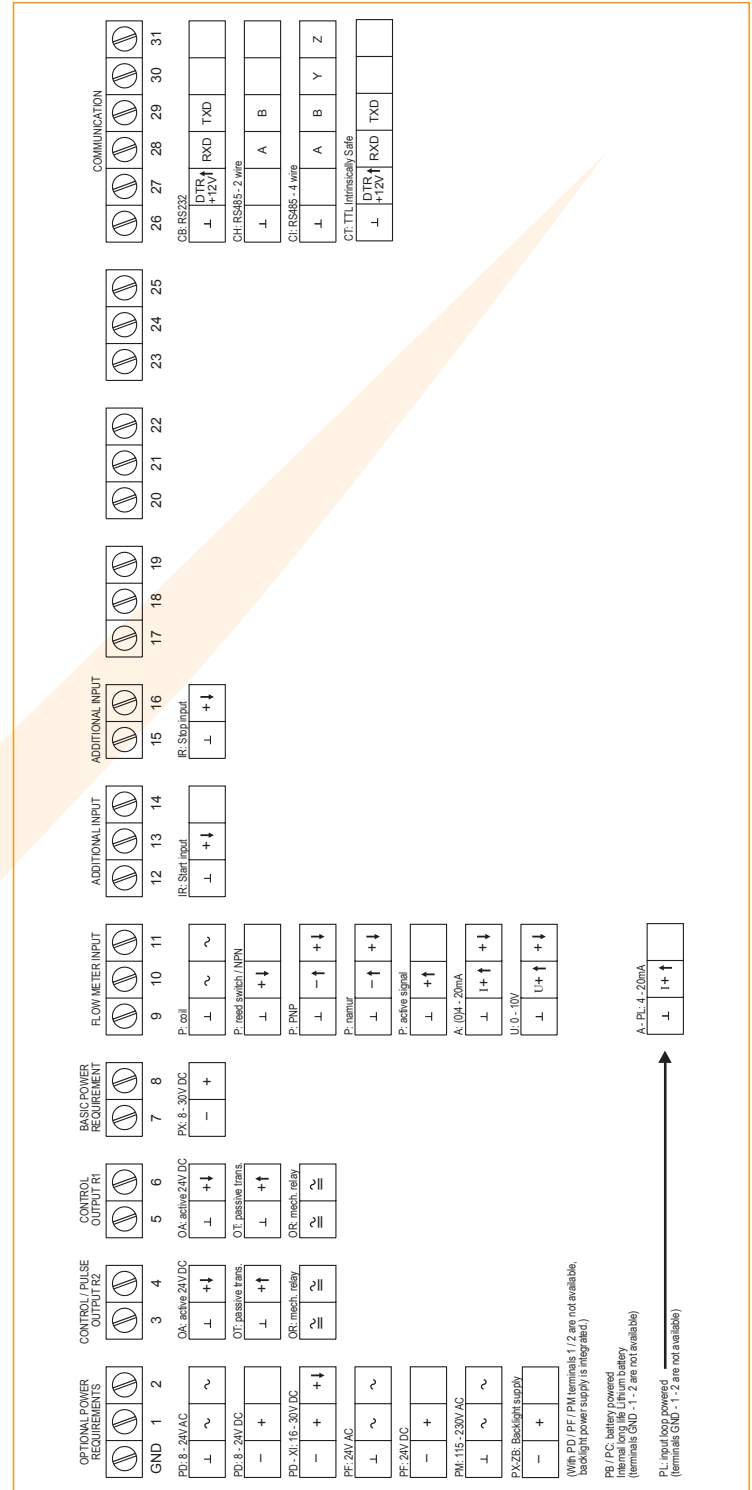 OPTIONAL POWER
REQUIREMENTS
GND 1 2
PD: 8 - 24V AC
⊥ ~ ~
PD: 8 - 24V DC
− +
PD - XI: 16 - 30V DC
− + +↓
PF: 24V AC
⊥ ~ ~
PF: 24V DC
− +
PM: 115 - 230V AC
⊥ ~ ~
PX-ZB: Backlight supply
− +
(With PD / PF / PM terminals 1 / 2 are not available,
backlight power supply is integrated.)
PB / PC: battery powered
Internal long life Lithium battery
(terminals GND - 1 - 2 are not available)
PL: input loop powered
(terminals GND - 1 - 2 are not available)
CONTROL / PULSE
OUTPUT R2
3 4
OA: active 24V DC
⊥ +↓
OT: passive trans.
⊥ +↑
OR: mech. relay
≂ ≂
CONTROL
OUTPUT R1
5 6
OA: active 24V DC
⊥ +↓
OT: passive trans.
⊥ +↑
OR: mech. relay
≂ ≂
BASIC POWER
REQUIREMENT
7 8
PX: 8 - 30V DC
− +
FLOW METER INPUT
9 10 11
P: coil
⊥ ~ ~
P: reed switch / NPN
⊥ +↓
P: PNP
⊥ −↑ +↓
P: namur
⊥ −↑ +↓
P: active signal
⊥ +↑
A: (0)4 - 20mA
⊥ I+↑ +↓
U: 0 - 10V
⊥ U+↑ +↓
A - PL: 4 - 20mA
⊥ I+↑
ADDITIONAL INPUT
12 13 14
IR: Start input
⊥ +↓
ADDITIONAL INPUT
15 16
IR: Stop input
⊥ +↓
17 18 19
20 21 22
23 24 25
COMMUNICATION
26 27 28 29 30 31
CB: RS232
⊥ DTR +12V↑ RXD TXD
CH: RS485 - 2 wire
⊥ A B
CI: RS485 - 4 wire
⊥ A B Y Z
CT: TTL Intrinsically Safe
⊥ DTR +12V↑ RXD TXD